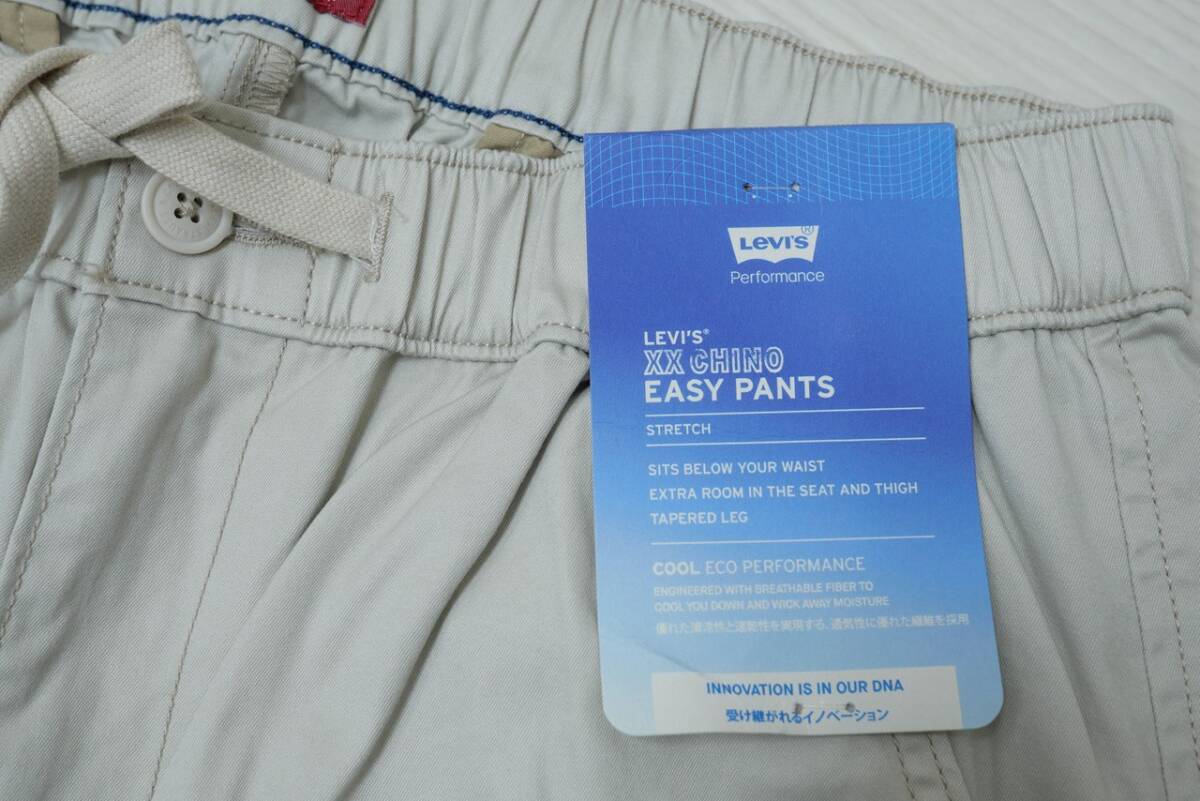 LEVI'S®
Performance
LEVI'S®
XX CHINO
EASY PANTS
STRETCH
SITS BELOW YOUR WAIST
EXTRA ROOM IN THE SEAT AND THIGH
TAPERED LEG
COOL ECO PERFORMANCE
ENGINEERED WITH BREATHABLE FIBER TO
COOL YOU DOWN AND WICK AWAY MOISTURE
優れた清涼性と速乾性を実現する、通気性に優れた繊維を採用
INNOVATION IS IN OUR DNA
受け継がれるイノベーション